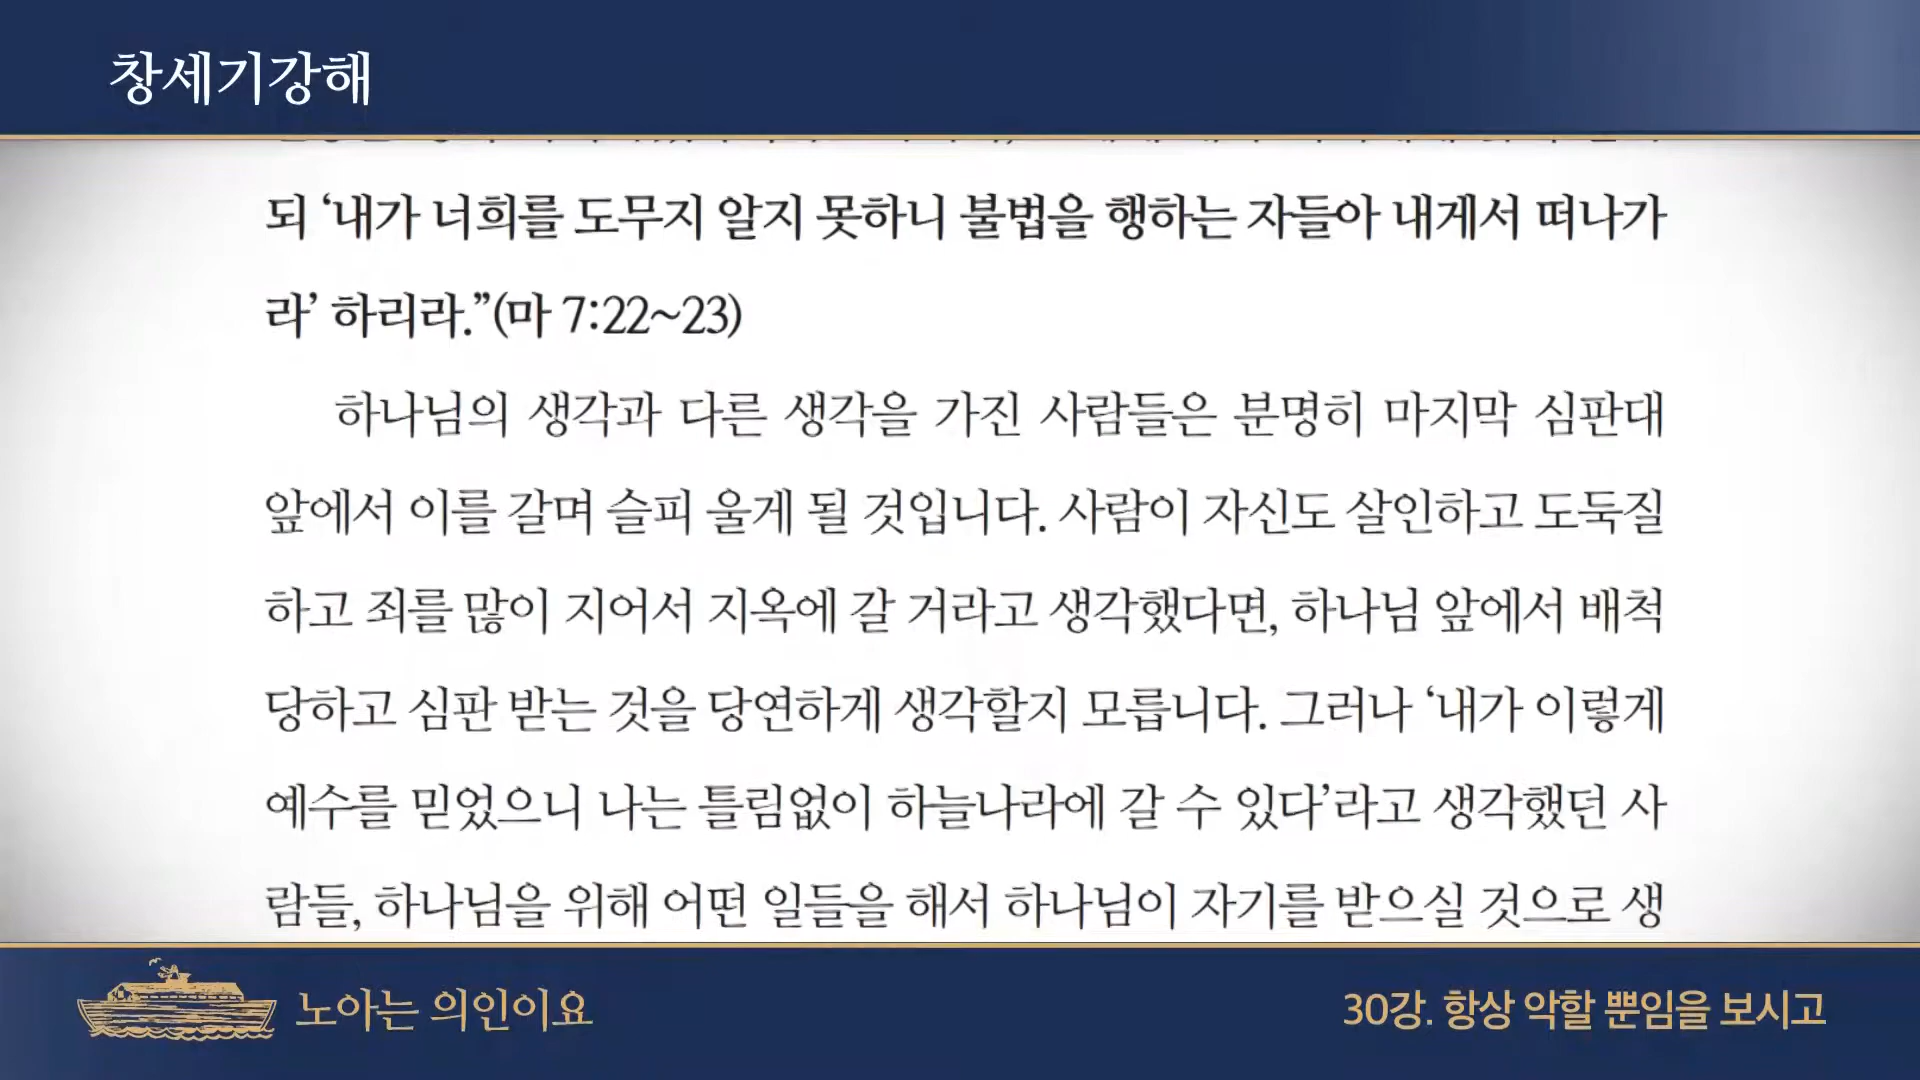 창세기강해
되 ‘내가 너희를 도무지 알지 못하니 불법을 행하는 자들아 내게서 떠나가
라’ 하리라.”(마 7:22~23)
하나님의 생각과 다른 생각을 가진 사람들은 분명히 마지막 심판대
앞에서 이를 갈며 슬피 울게 될 것입니다. 사람이 자신도 살인하고 도둑질
하고 죄를 많이 지어서 지옥에 갈 거라고 생각했다면, 하나님 앞에서 배척
당하고 심판 받는 것을 당연하게 생각할지 모릅니다. 그러나 ‘내가 이렇게
예수를 믿었으니 나는 틀림없이 하늘나라에 갈 수 있다’라고 생각했던 사
람들, 하나님을 위해 어떤 일들을 해서 하나님이 자기를 받으실 것으로 생
노아는 의인이요
30강. 항상 악할 뿐임을 보시고